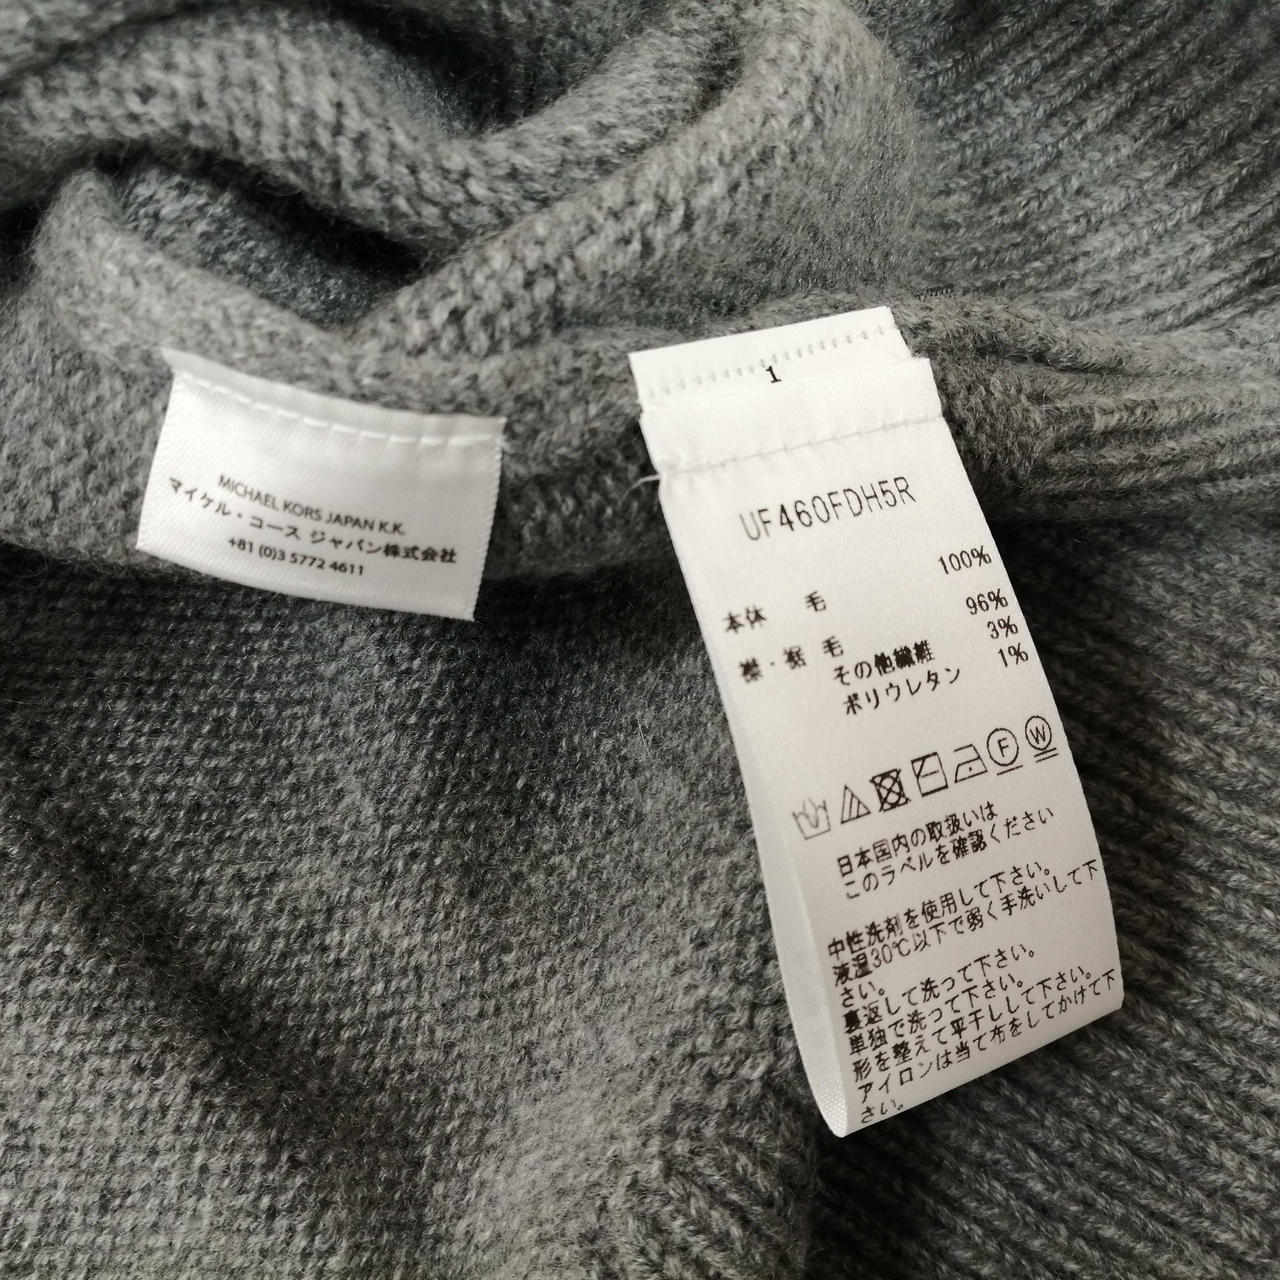 MICHAEL KORS JAPAN K.K.
マイケル・コース ジャパン株式会社
+81 (0)3 5772 4611
1
UF460FDH5R
本体 毛 100%
襟・裾 毛 96%
その他繊維 3%
ポリウレタン 1%
F W
日本国内の取扱いは
このラベルを確認ください
中性洗剤を使用して下さい。
液温30℃以下で弱く手洗いして下
さい。
裏返して洗って下さい。
単独で洗って下さい。
形を整えて平干しして下さい。
アイロンは当て布をしてかけて下
さい。